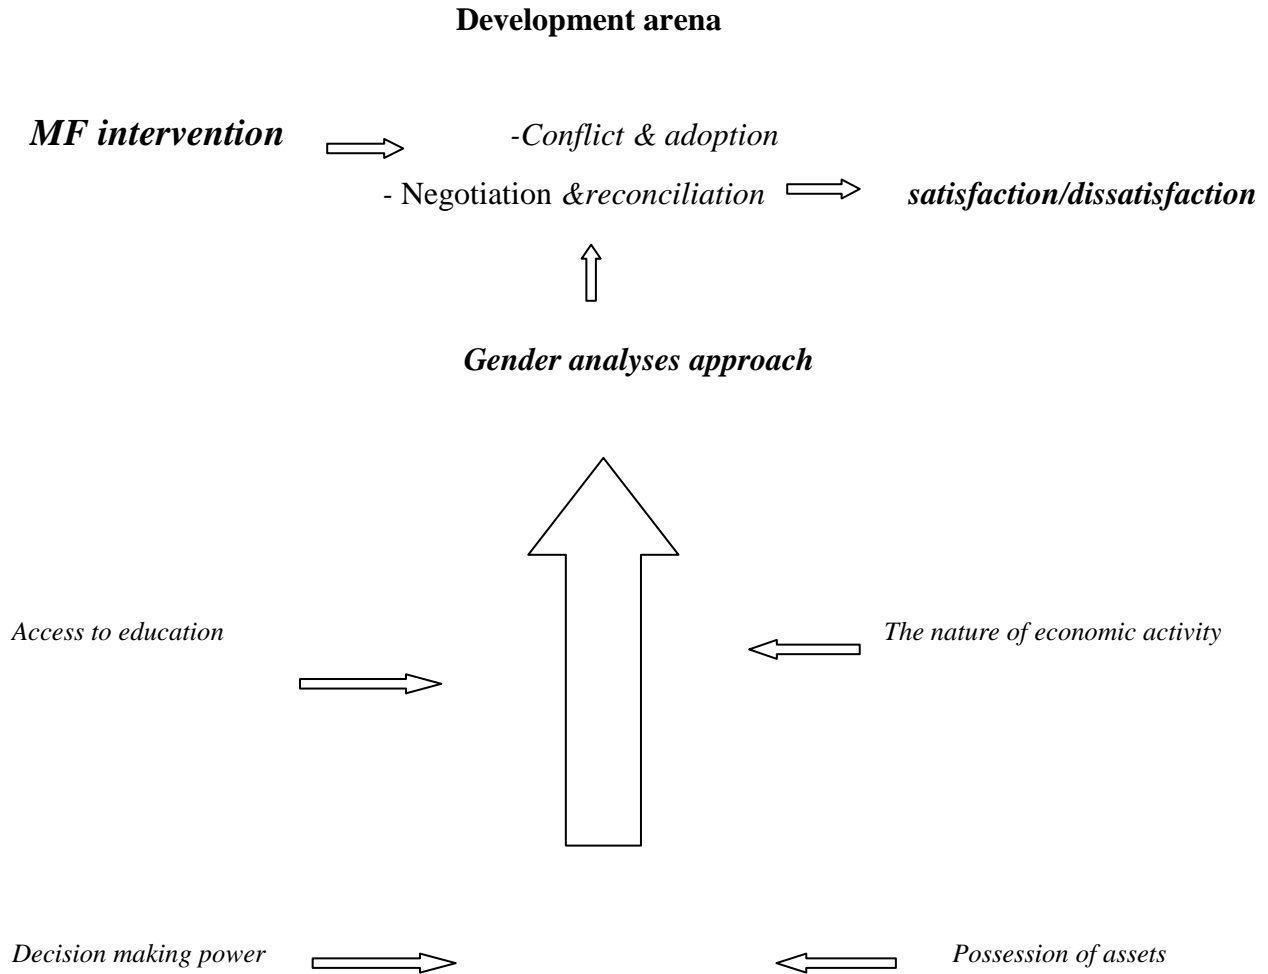 Development arena
MF intervention
-Conflict & adoption
- Negotiation &reconciliation
satisfaction/dissatisfaction
Gender analyses approach
Access to education
The nature of economic activity
Decision making power
Possession of assets